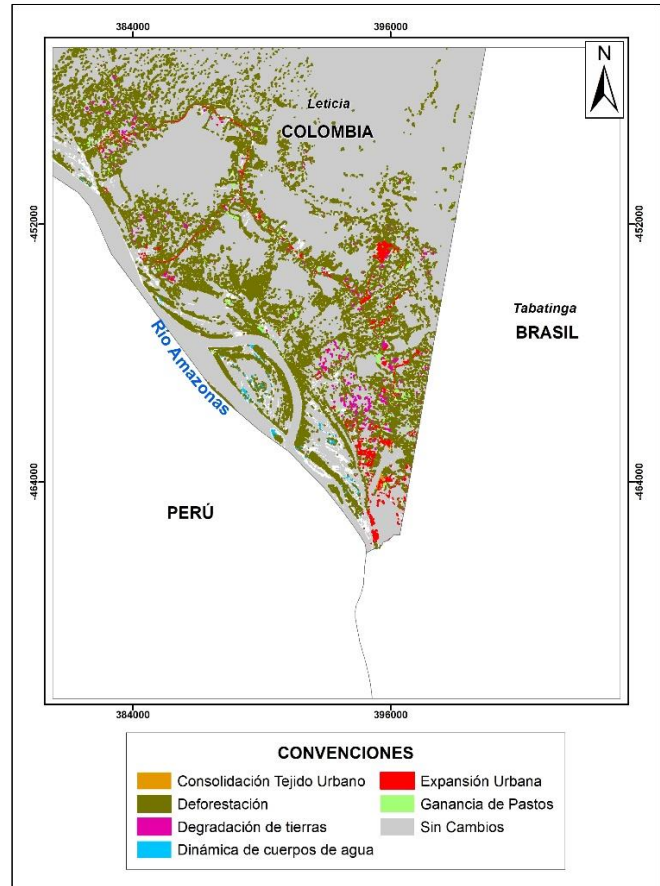 384000 396000
N
Leticia
COLOMBIA
-452000 -452000
Tabatinga
BRASIL
Río Amazonas
-464000 -464000
PERÚ
384000 396000
CONVENCIONES
Consolidación Tejido Urbano
Deforestación
Degradación de tierras
Dinámica de cuerpos de agua
Expansión Urbana
Ganancia de Pastos
Sin Cambios